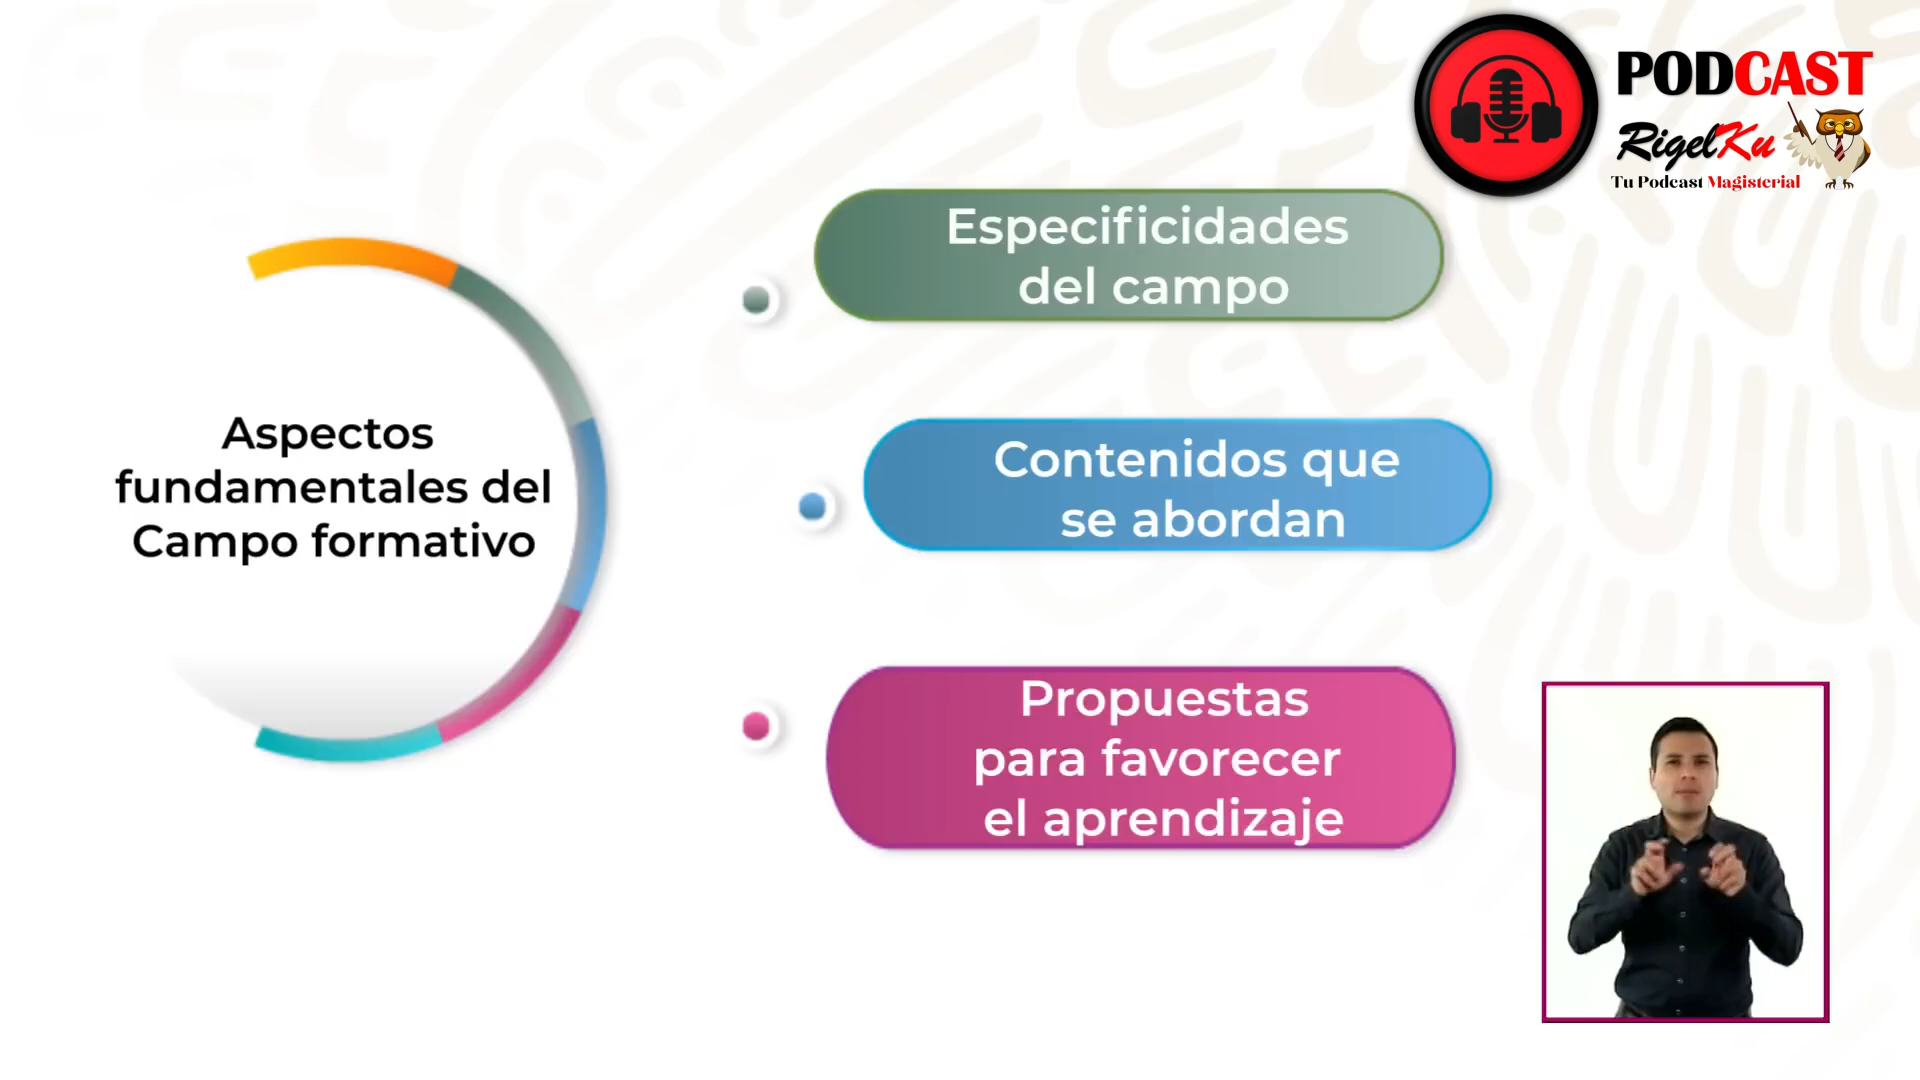 PODCAST
RigelKu
Tu Podcast Magisterial
Aspectos
fundamentales del
Campo formativo
Especificidades
del campo
Contenidos que
se abordan
Propuestas
para favorecer
el aprendizaje